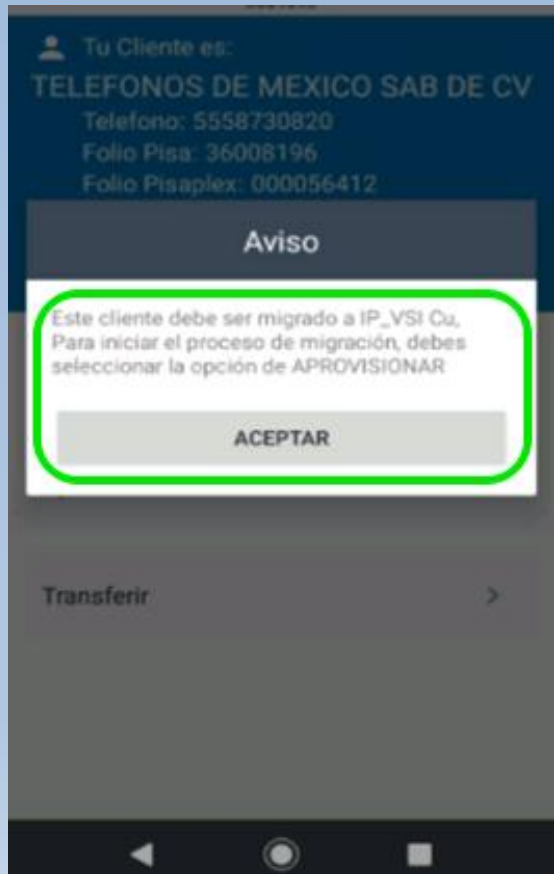 Tu Cliente es:
TELEFONOS DE MEXICO SAB DE CV
Telefono: 5558730820
Folio Pisa: 36008196
Folio Pisaplex: 000056412
Aviso
Este cliente debe ser migrado a IP_VSI Cu,
Para iniciar el proceso de migración, debes
seleccionar la opción de APROVISIONAR
ACEPTAR
Transferir